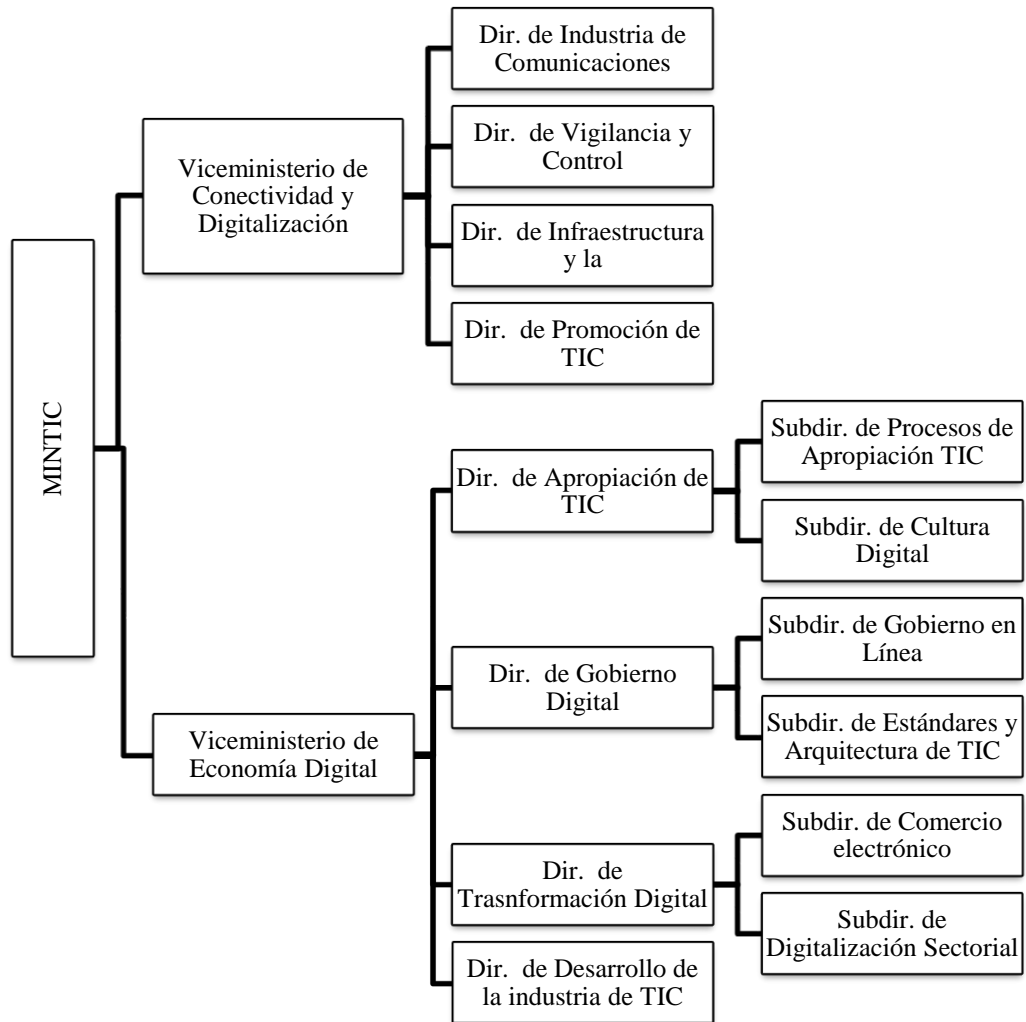 MINTIC
Viceministerio de
Conectividad y
Digitalización
Dir. de Industria de
Comunicaciones
Dir. de Vigilancia y
Control
Dir. de Infraestructura
y la
Dir. de Promoción de
TIC
Viceministerio de
Economía Digital
Dir. de Apropiación de
TIC
Subdir. de Procesos de
Apropiación TIC
Subdir. de Cultura
Digital
Dir. de Gobierno
Digital
Subdir. de Gobierno en
Línea
Subdir. de Estándares y
Arquitectura de TIC
Dir. de
Trasnformación Digital
Subdir. de Comercio
electrónico
Subdir. de
Digitalización Sectorial
Dir. de Desarrollo de
la industria de TIC